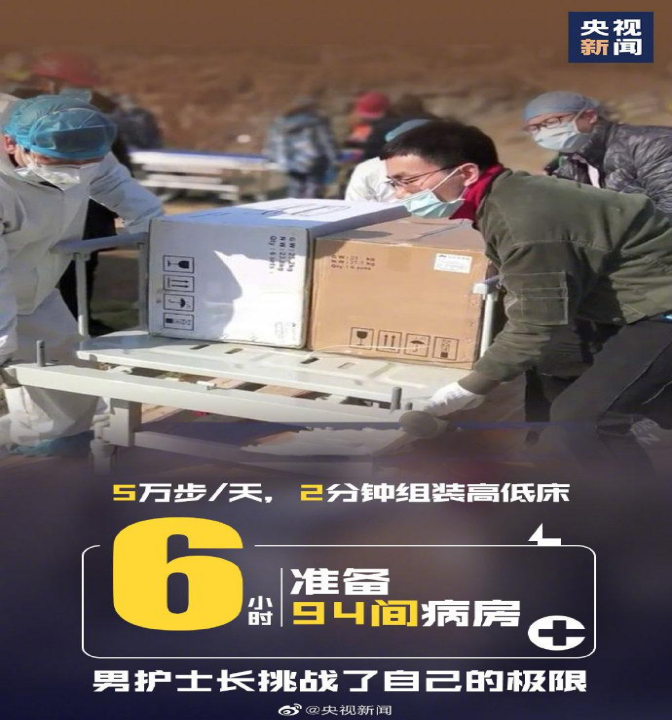 央视
新闻
5万步/天，2分钟组装高低床
6小时
准备
94间病房
男护士长挑战了自己的极限
@央视新闻